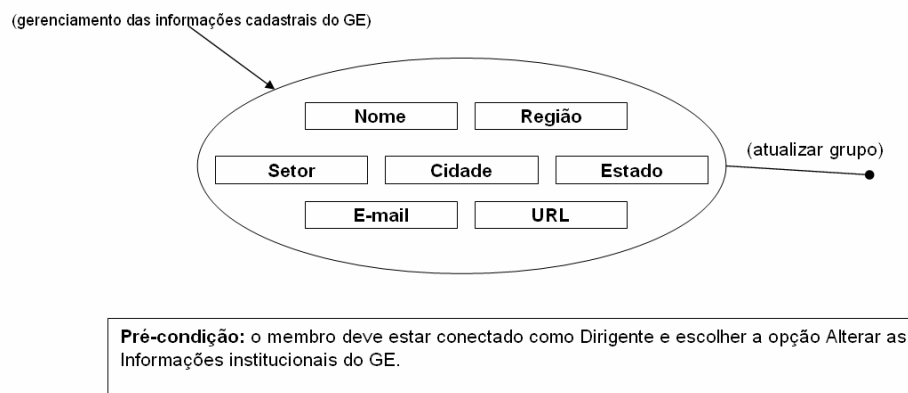 (gerenciamento das informações cadastrais do GE)
Nome Região
(atualizar grupo)
Setor Cidade Estado
E-mail URL
Pré-condição: o membro deve estar conectado como Dirigente e escolher a opção Alterar as
Informações institucionais do GE.